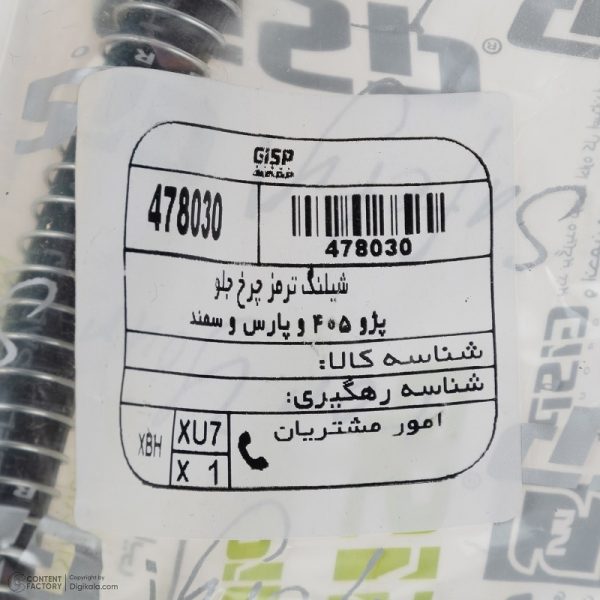 GISP
478030
478030
شیلنگ ترمز چرخ جلو
پژو ۴۰۵ و پارس و سمند
شناسه کالا:
شناسه رهگیری:
امور مشتریان
XBH
XU7
X 1
GISP
CONTENT FACTORY
Copyright by
Digikala.com